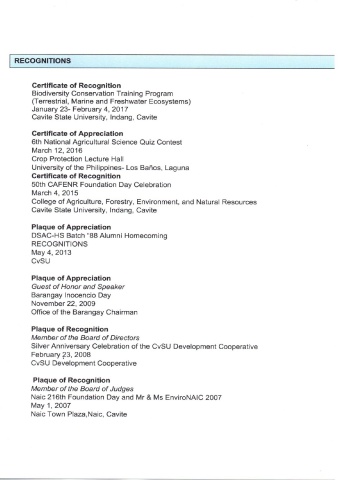 RECOGNITIONS
Certificate of Recognition
Biodiversity Conservation Training Program
(Terrestrial, Marine and Freshwater Ecosystems)
January 23- February 4, 2017
Cavite State University, Indang, Cavite
Certificate of Appreciation
6th National Agricultural Science Quiz Contest
March 12, 2016
Crop Protection Lecture Hall
University of the Philippines- Los Baños, Laguna
Certificate of Recognition
50th CAFENR Foundation Day Celebration
March 4, 2015
College of Agriculture, Forestry, Environment, and Natural Resources
Cavite State University, Indang, Cavite
Plaque of Appreciation
DSAC-HS Batch "88 Alumni Homecoming
RECOGNITIONS
May 4, 2013
CvSU
Plaque of Appreciation
Guest of Honor and Speaker
Barangay Inocencio Day
November 22, 2009
Office of the Barangay Chairman
Plaque of Recognition
Member of the Board of Directors
Silver Anniversary Celebration of the CvSU Development Cooperative
February 23, 2008
CvSU Development Cooperative
Plaque of Recognition
Member of the Board of Judges
Naic 216th Foundation Day and Mr & Ms EnviroNAIC 2007
May 1, 2007
Naic Town Plaza,Naic, Cavite